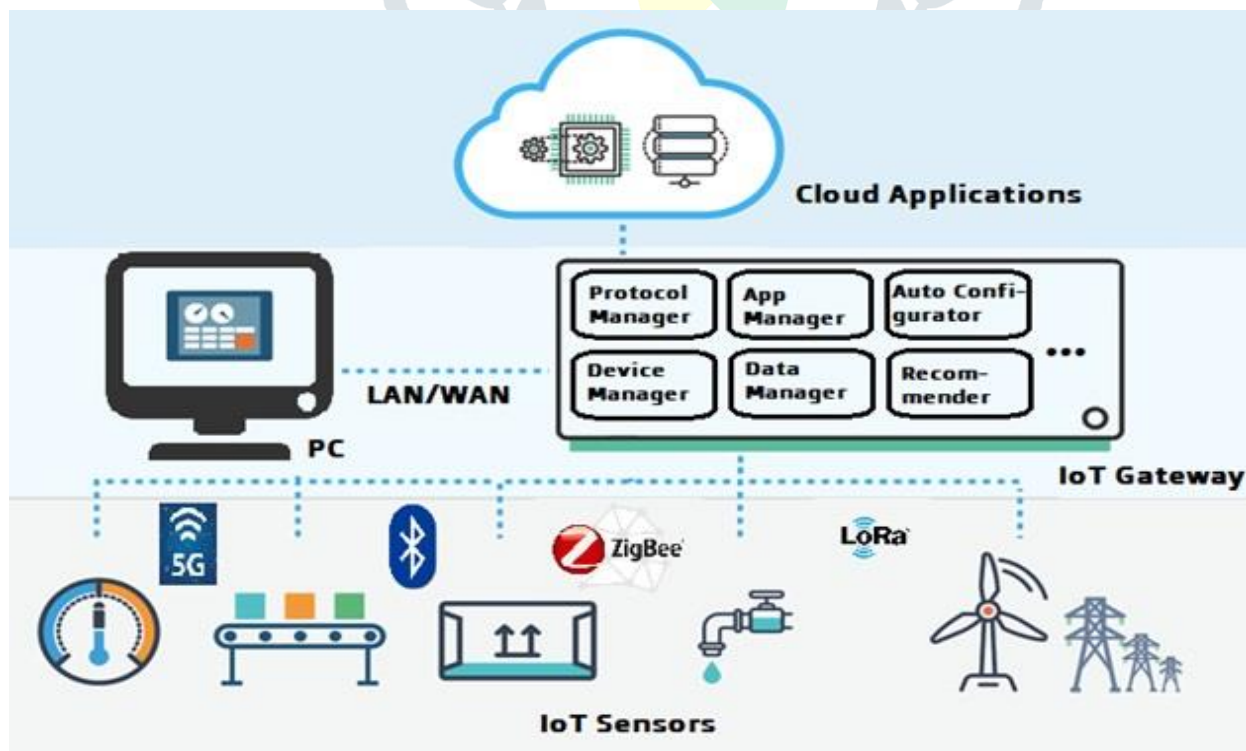 Cloud Applications
Protocol
Manager
App
Manager
Auto Confi-
gurator
Device
Manager
Data
Manager
Recom-
mender
...
LAN/WAN
PC
IoT Gateway
5G
ZigBee
LoRa
IoT Sensors